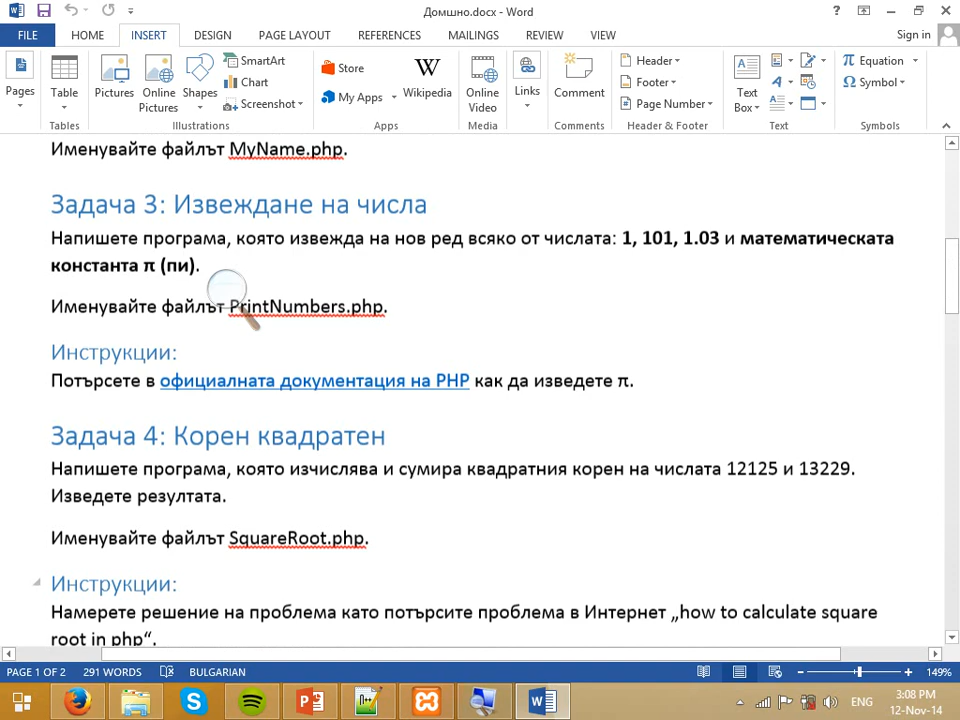 Домшно.docx - Word
?
FILE HOME INSERT DESIGN PAGE LAYOUT REFERENCES MAILINGS REVIEW VIEW Sign in
Pages
Table
Pictures
Online Pictures
Shapes
SmartArt
Chart
Screenshot
Store
My Apps
Wikipedia
Online Video
Links
Comment
Header
Footer
Page Number
Text Box
Equation
Symbol
Tables Illustrations Apps Media Comments Header & Footer Text Symbols
Именувайте файлът MyName.php.
Задача 3: Извеждане на числа
Напишете програма, която извежда на нов ред всяко от числата: 1, 101, 1.03 и математическата
константа π (пи).
Именувайте файлът PrintNumbers.php.
Инструкции:
Потърсете в официалната документация на PHP как да изведете π.
Задача 4: Корен квадратен
Напишете програма, която изчислява и сумира квадратния корен на числата 12125 и 13229.
Изведете резултата.
Именувайте файлът SquareRoot.php.
Инструкции:
Намерете решение на проблема като потърсите проблема в Интернет „how to calculate square
root in php“.
PAGE 1 OF 2 291 WORDS BULGARIAN 149%
ENG
3:08 PM
12-Nov-14